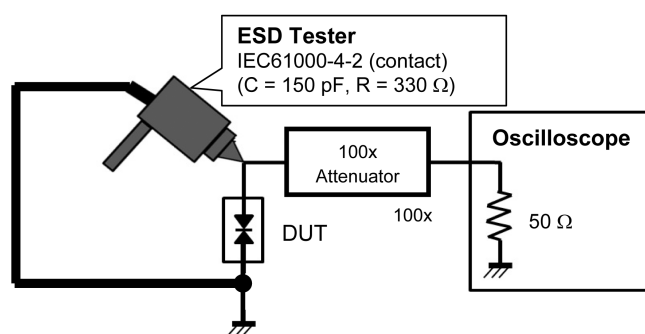 ESD Tester
IEC61000-4-2 (contact)
(C = 150 pF, R = 330 Ω)
100x
Attenuator
100x
Oscilloscope
50 Ω
DUT